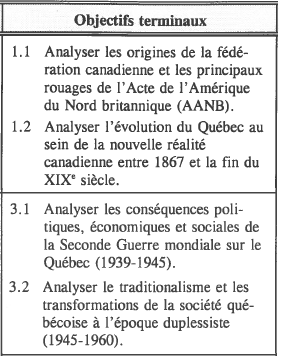 Objectifs terminaux
1.1 Analyser les origines de la fédé-
ration canadienne et les principaux
rouages de l'Acte de l'Amérique
du Nord britannique (AANB).
1.2 Analyser l'évolution du Québec au
sein de la nouvelle réalité
canadienne entre 1867 et la fin du
XIXe siècle.
3.1 Analyser les conséquences poli-
tiques, économiques et sociales de
la Seconde Guerre mondiale sur le
Québec (1939-1945).
3.2 Analyser le traditionalisme et les
transformations de la société qué-
bécoise à l'époque duplessiste
(1945-1960).